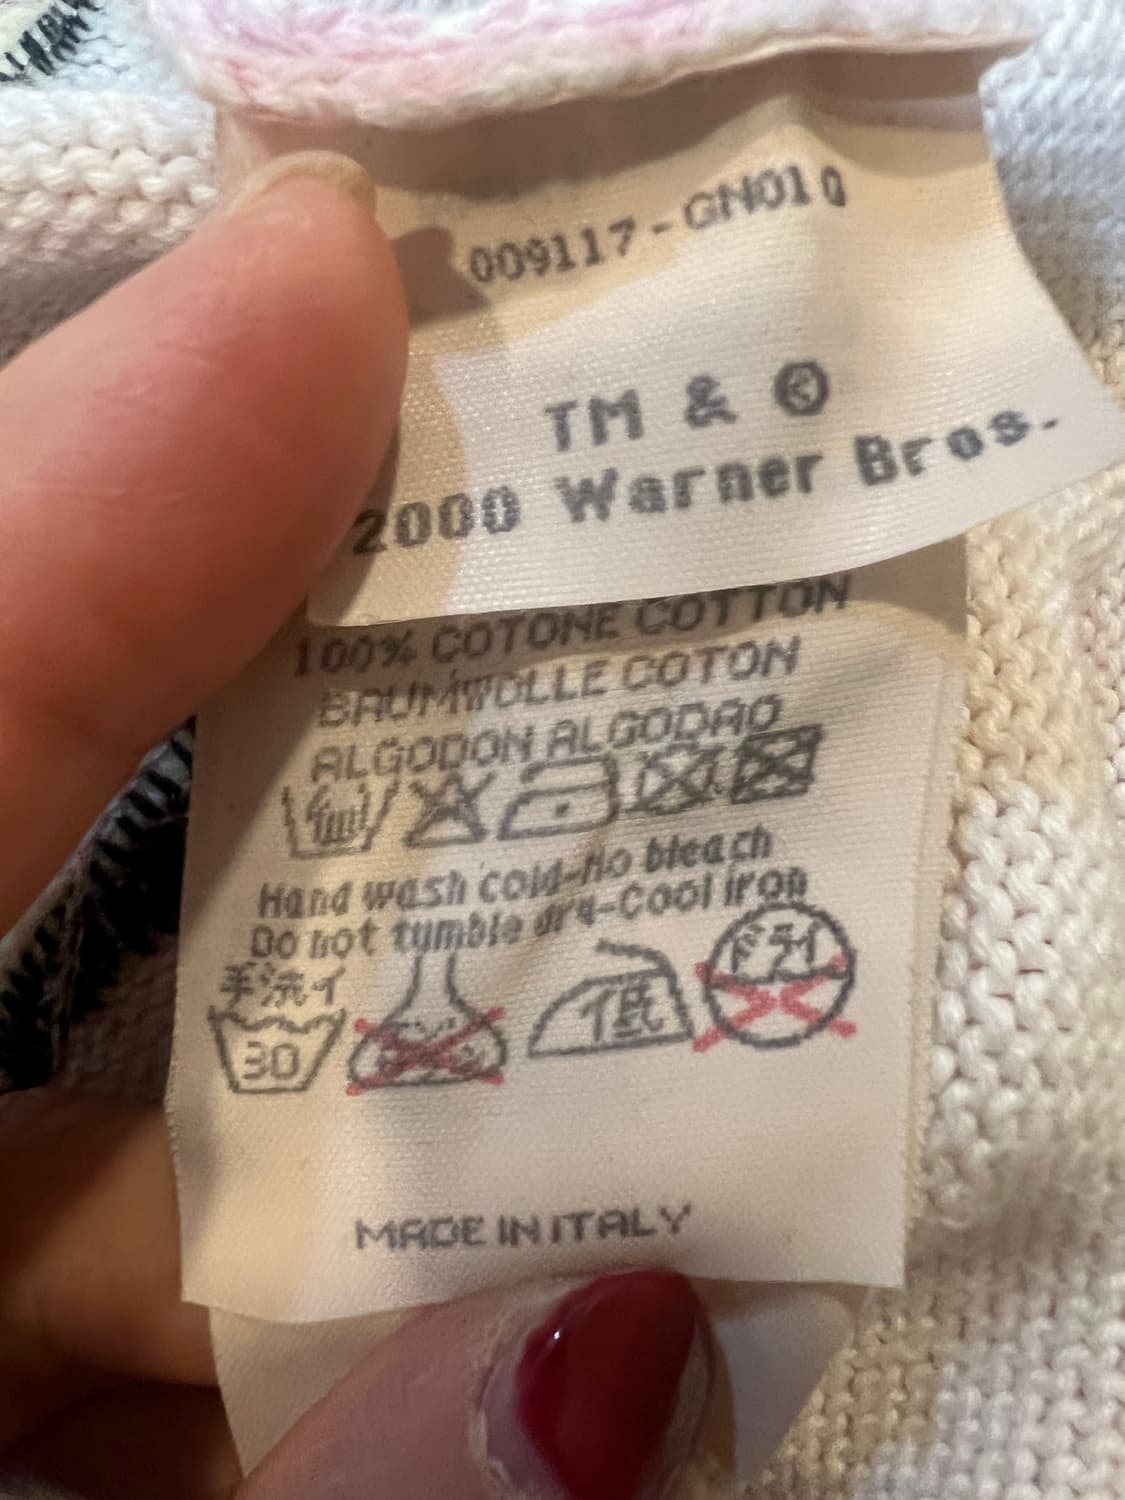 009117-GN010
TM & ©
2000 Warner Bros.
100% COTONE COTTON
BAUMWOLLE COTON
ALGODON ALGODAO
Hand wash cold-No bleach
Do not tumble dry-Cool iron
手洗イ
30
低
ドライ
MADE IN ITALY